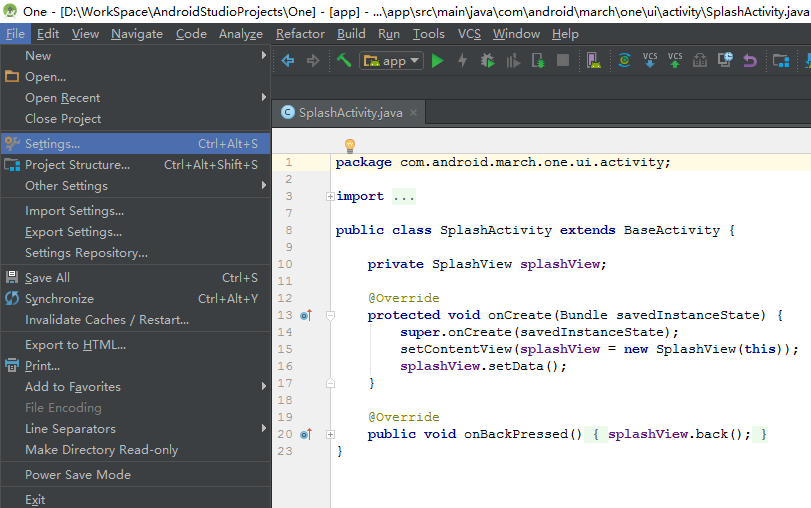 One - [D:\WorkSpace\AndroidStudioProjects\One] - [app] - ...\app\src\main\java\com\android\march\one\ui\activity\SplashActivity.java
File Edit View Navigate Code Analyze Refactor Build Run Tools VCS Window Help
New
Open...
Open Recent
Close Project
Settings... Ctrl+Alt+S
Project Structure... Ctrl+Alt+Shift+S
Other Settings
Import Settings...
Export Settings...
Settings Repository...
Save All Ctrl+S
Synchronize Ctrl+Alt+Y
Invalidate Caches / Restart...
Export to HTML...
Print...
Add to Favorites
File Encoding
Line Separators
Make Directory Read-only
Power Save Mode
Exit
app VCS VCS
SplashActivity.java
1 package com.android.march.one.ui.activity;
2
3 import ...
7
8 public class SplashActivity extends BaseActivity {
9
10 private SplashView splashView;
11
12 @Override
13 protected void onCreate(Bundle savedInstanceState) {
14 super.onCreate(savedInstanceState);
15 setContentView(splashView = new SplashView(this));
16 splashView.setData();
17 }
18
19 @Override
20 public void onBackPressed() { splashView.back(); }
23 }